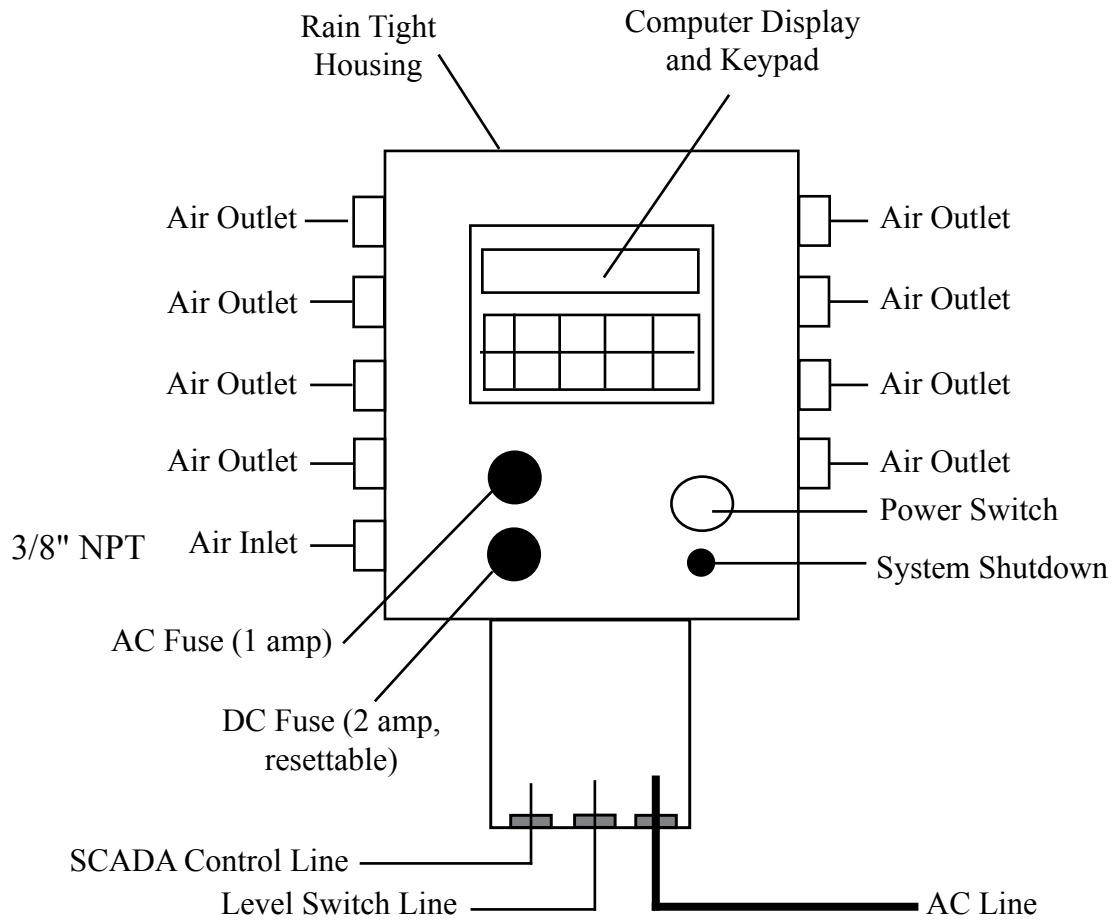 Rain Tight
Housing
Computer Display
and Keypad
Air Outlet
Air Outlet
Air Outlet
Air Outlet
Air Outlet
Air Outlet
Air Outlet
Air Outlet
Power Switch
3/8" NPT
Air Inlet
System Shutdown
AC Fuse (1 amp)
DC Fuse (2 amp,
resettable)
SCADA Control Line
Level Switch Line
AC Line